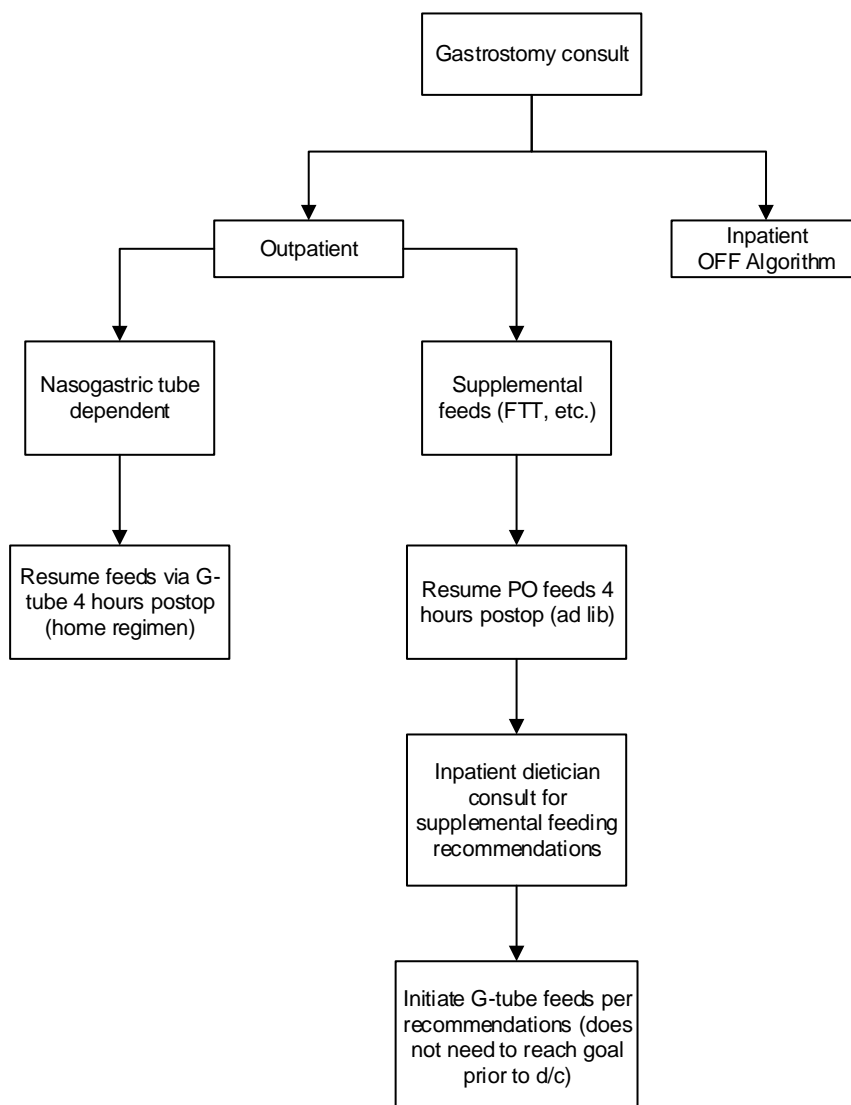 Gastrostomy consult
Outpatient
Inpatient
OFF Algorithm
Nasogastric tube
dependent
Supplemental
feeds (FTT, etc.)
Resume feeds via G-
tube 4 hours postop
(home regimen)
Resume PO feeds 4
hours postop (ad lib)
Inpatient dietician
consult for
supplemental feeding
recommendations
Initiate G-tube feeds per
recommendations (does
not need to reach goal
prior to d/c)